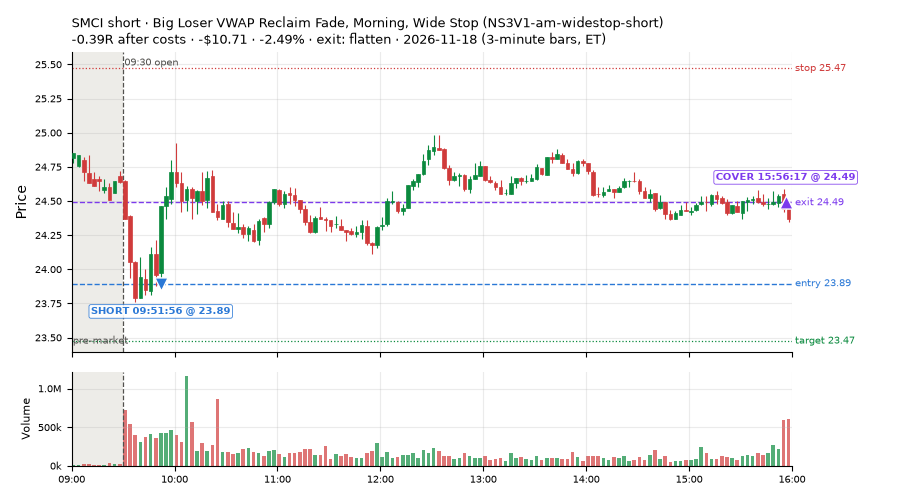 SMCI short · Big Loser VWAP Reclaim Fade, Morning, Wide Stop (NS3V1-am-widestop-short)
-0.39R after costs · -$10.71 · -2.49% · exit: flatten · 2026-11-18 (3-minute bars, ET)
09:30 open
stop 25.47
25.50
25.25
25.00
24.75
24.50
24.25
24.00
23.75
23.50
Price
COVER 15:56:17 @ 24.49
exit 24.49
entry 23.89
SHORT 09:51:56 @ 23.89
pre-market
target 23.47
1.0M
500k
0k
Volume
09:00
10:00
11:00
12:00
13:00
14:00
15:00
16:00